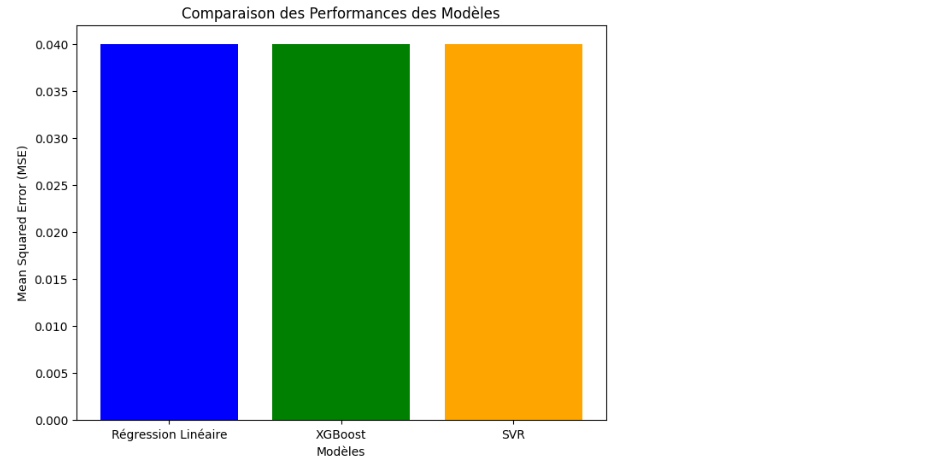 Comparaison des Performances des Modèles
Mean Squared Error (MSE)
0.040
0.035
0.030
0.025
0.020
0.015
0.010
0.005
0.000
Régression Linéaire XGBoost SVR
Modèles